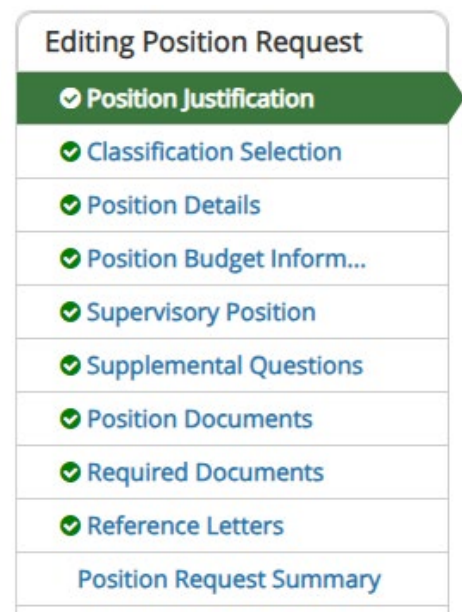 Editing Position Request
Position Justification
Classification Selection
Position Details
Position Budget Inform...
Supervisory Position
Supplemental Questions
Position Documents
Required Documents
Reference Letters
Position Request Summary